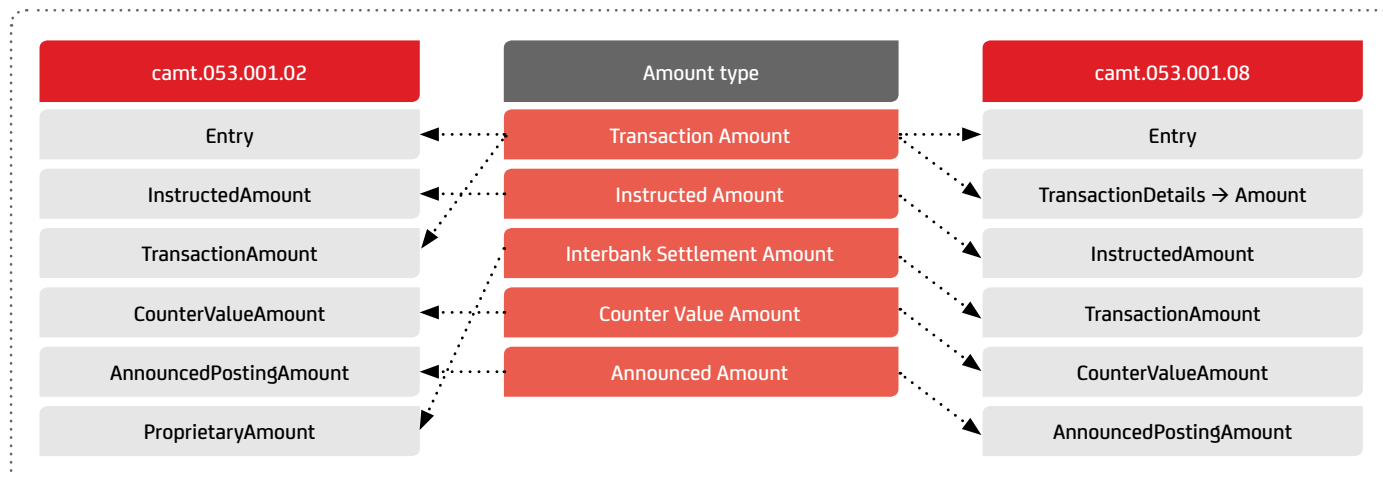 camt.053.001.02 Amount type camt.053.001.08
Entry Transaction Amount Entry
InstructedAmount Instructed Amount TransactionDetails → Amount
TransactionAmount Interbank Settlement Amount InstructedAmount
CounterValueAmount Counter Value Amount TransactionAmount
AnnouncedPostingAmount Announced Amount CounterValueAmount
ProprietaryAmount AnnouncedPostingAmount